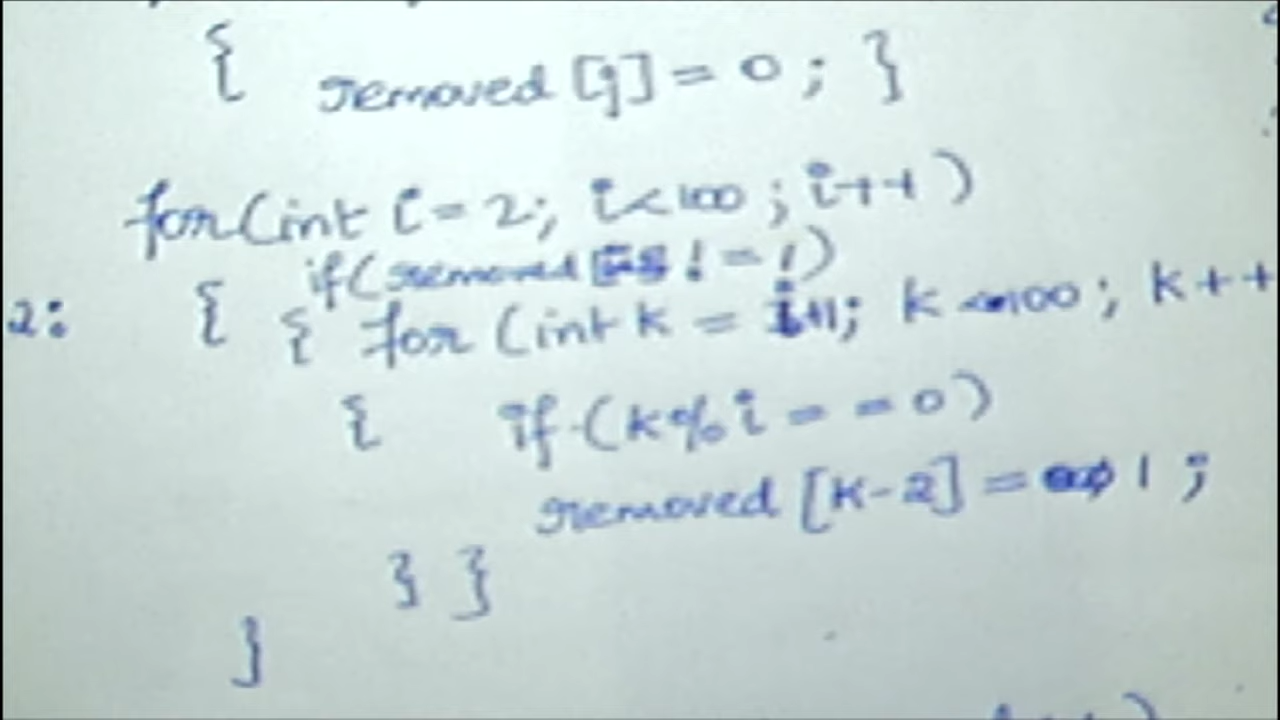 { removed [j] = 0 ; }
for (int i = 2; i<100 ; i++ )
if ( removed != 1)
2: { { for (int k = i+1; k <100 ; k++
{ if (k%i = = 0)
removed [k-2] = 1 ;
} }
}